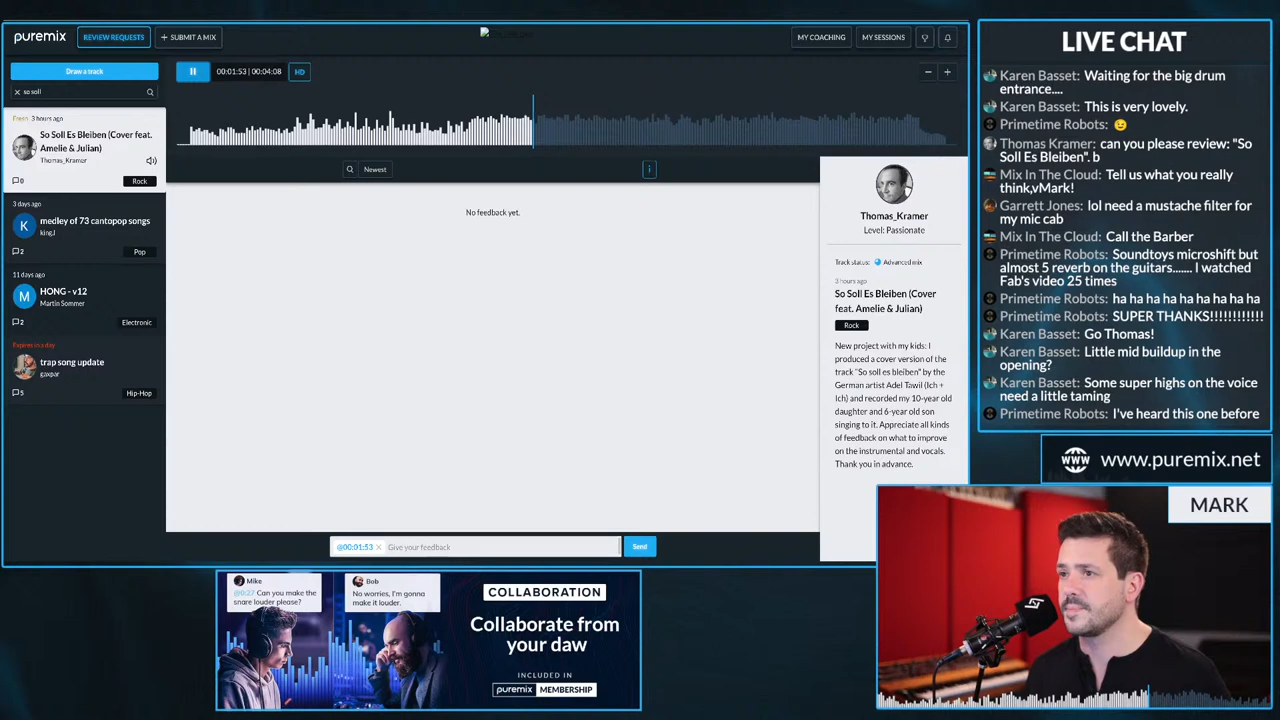 puremix
REVIEW REQUESTS
+ SUBMIT A MIX
MY COACHING
MY SESSIONS
Draw a track
× so soll
00:01:53 | 00:04:08
HD
3 hours ago
So Soll Es Bleiben (Cover feat.
Amelie & Julian)
Thomas_Kramer
0
Rock
3 days ago
K
medley of 73 cantopop songs
king.l
2
Pop
11 days ago
M
HONG - v12
Martin Sommer
2
Electronic
Expires in a day
trap song update
gaxpar
5
Hip-Hop
Newest
i
No feedback yet.
@00:01:53 ×
Give your feedback
Send
Thomas_Kramer
Level: Passionate
Track status: Advanced mix
3 hours ago
So Soll Es Bleiben (Cover
feat. Amelie & Julian)
Rock
New project with my kids: I
produced a cover version of the
track "So soll es bleiben" by the
German artist Adel Tawil (Ich +
Ich) and recorded my 10-year old
daughter and 6-year old son
singing to it. Appreciate all kinds
of feedback on what to improve
on the instrumental and vocals.
Thank you in advance.
LIVE CHAT
Karen Basset: Waiting for the big drum
entrance....
Karen Basset: This is very lovely.
Primetime Robots: 😉
Thomas Kramer: can you please review: "So
Soll Es Bleiben". b
Mix In The Cloud: Tell us what you really
think,vMark!
Garrett Jones: lol need a mustache filter for
my mic cab
Mix In The Cloud: Call the Barber
Primetime Robots: Soundtoys microshift but
almost 5 reverb on the guitars....... I watched
Fab's video 25 times
Primetime Robots: ha ha ha ha ha ha ha ha
Primetime Robots: SUPER THANKS!!!!!!!!!!!!
Karen Basset: Go Thomas!
Karen Basset: Little mid buildup in the
opening?
Karen Basset: Some super highs on the voice
need a little taming
Primetime Robots: I've heard this one before
WWW
www.puremix.net
MARK
Mike
@0:27 Can you make the
snare louder please?
Bob
No worries, I'm gonna
make it louder.
COLLABORATION
Collaborate from
your daw
INCLUDED IN
puremix MEMBERSHIP